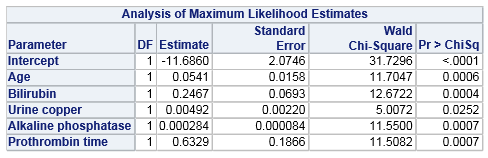 Analysis of Maximum Likelihood Estimates
Parameter DF Estimate Standard Error Wald Chi-Square Pr > ChiSq
Intercept 1 -11.6860 2.0746 31.7296 <.0001
Age 1 0.0541 0.0158 11.7047 0.0006
Bilirubin 1 0.2467 0.0693 12.6722 0.0004
Urine copper 1 0.00492 0.00220 5.0072 0.0252
Alkaline phosphatase 1 0.000284 0.000084 11.5500 0.0007
Prothrombin time 1 0.6329 0.1866 11.5082 0.0007